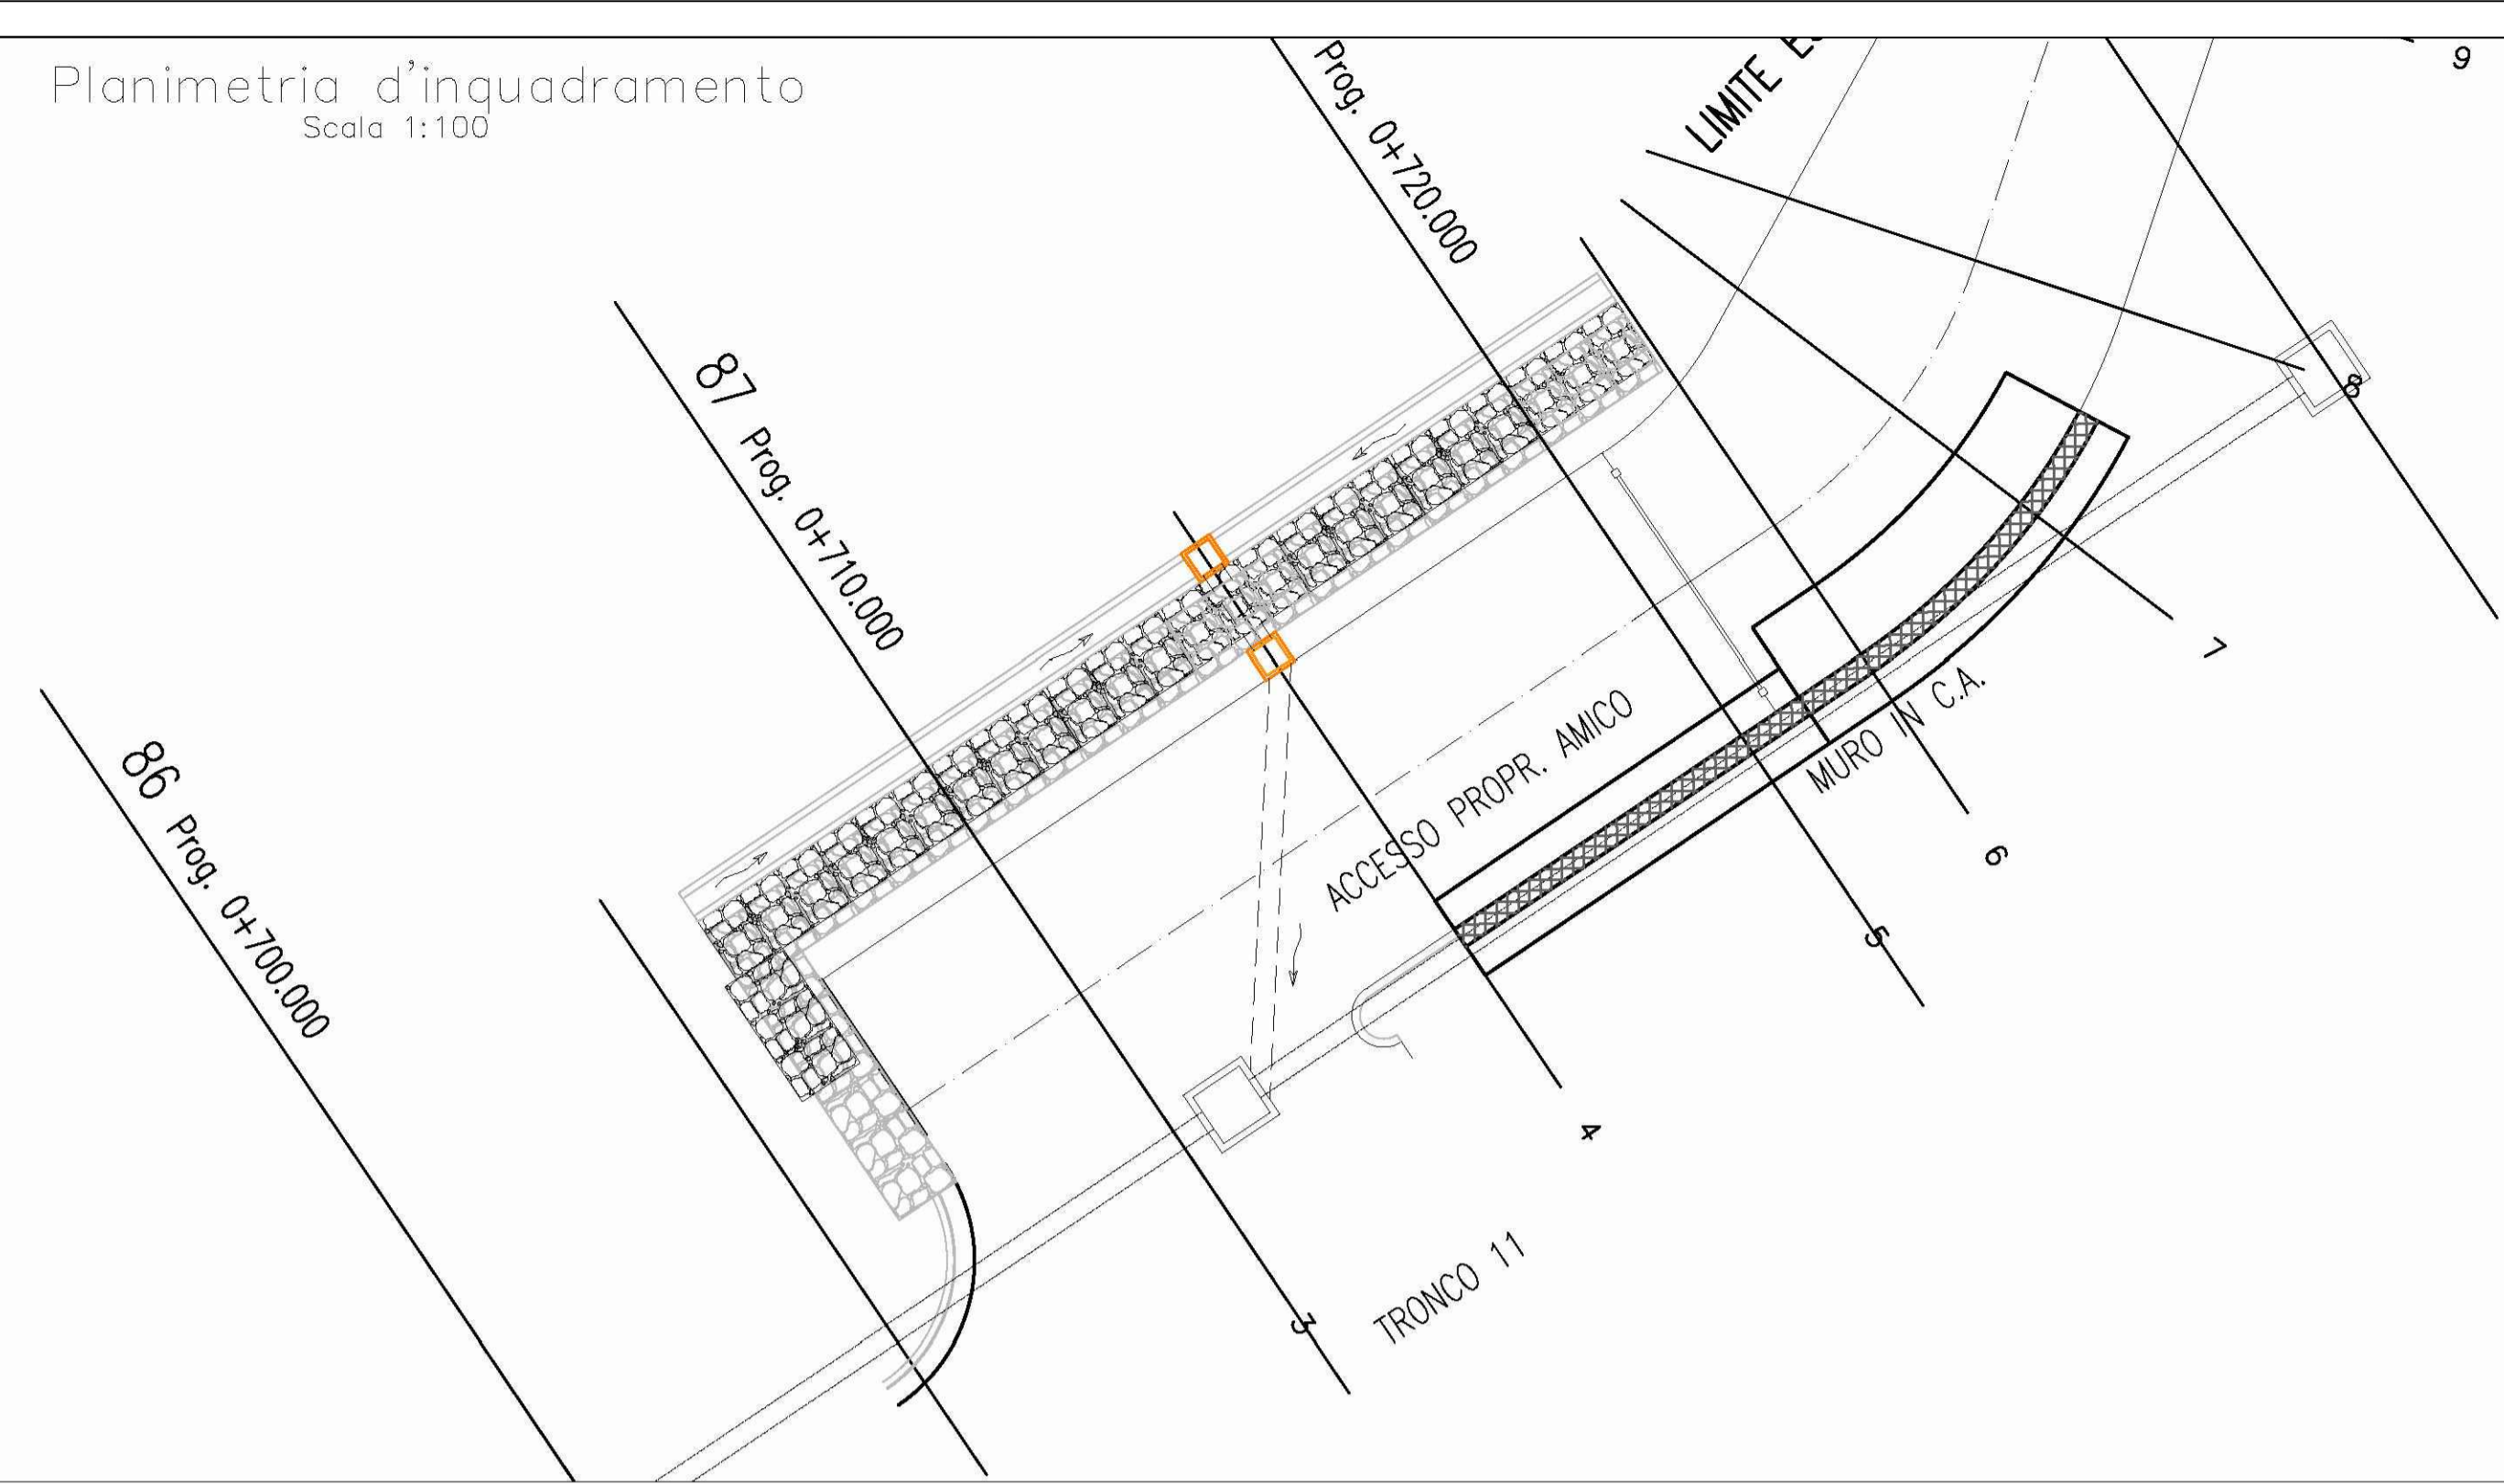 Planimetria d'inquadramento
Scala 1:100
Prog. 0+720.000
LIMITE
9
87 Prog. 0+710.000
8
86 Prog. 0+700.000
7
ACCESSO PROPR. AMICO
MURO IN C.A.
6
5
4
3
TRONCO 11